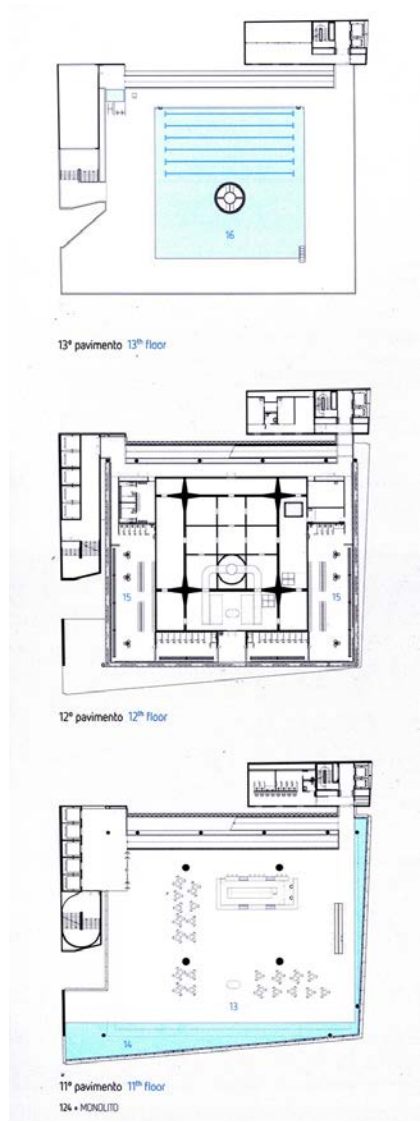 16
13º pavimento 13th floor
15 15
12º pavimento 12th floor
13
14
11º pavimento 11th floor
124 • MONOLITO